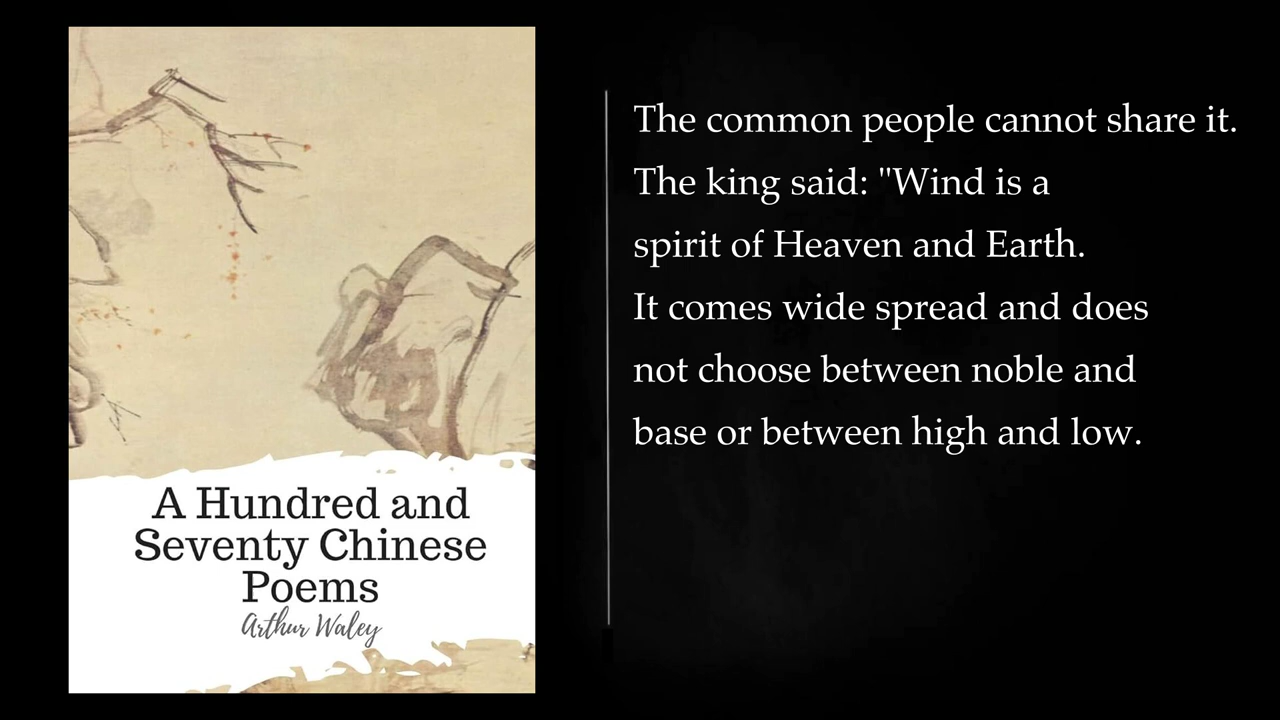 The common people cannot share it.
The king said: "Wind is a
spirit of Heaven and Earth.
It comes wide spread and does
not choose between noble and
base or between high and low.
A Hundred and
Seventy Chinese
Poems
Arthur Waley